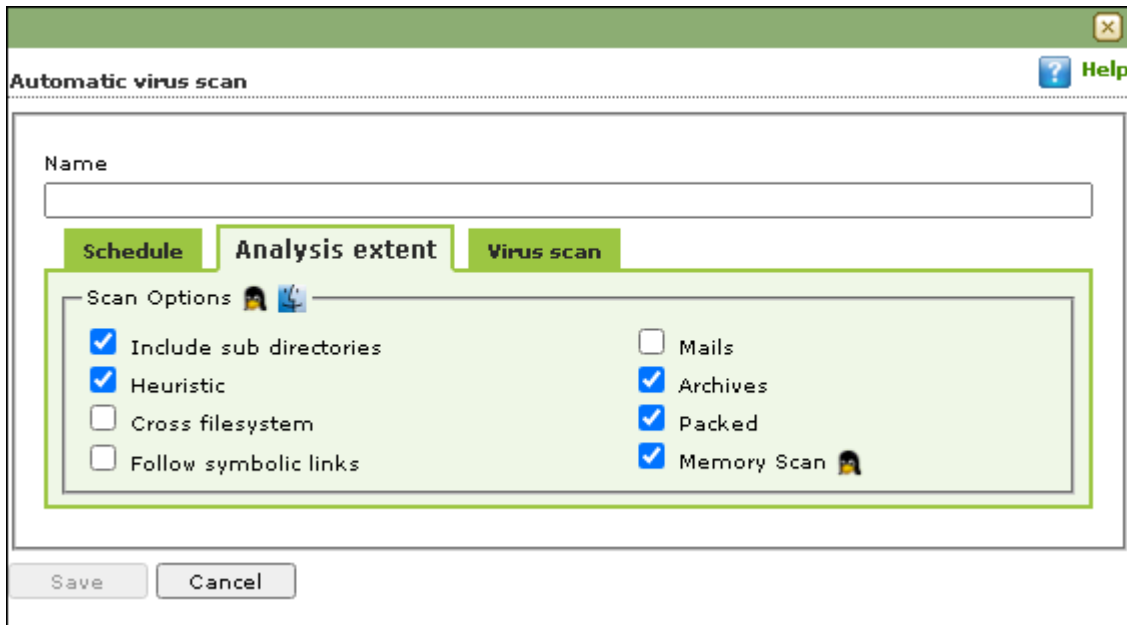 Automatic virus scan
Help
Name
Schedule
Analysis extent
Virus scan
Scan Options
Include sub directories
Mails
Heuristic
Archives
Cross filesystem
Packed
Follow symbolic links
Memory Scan
Save
Cancel